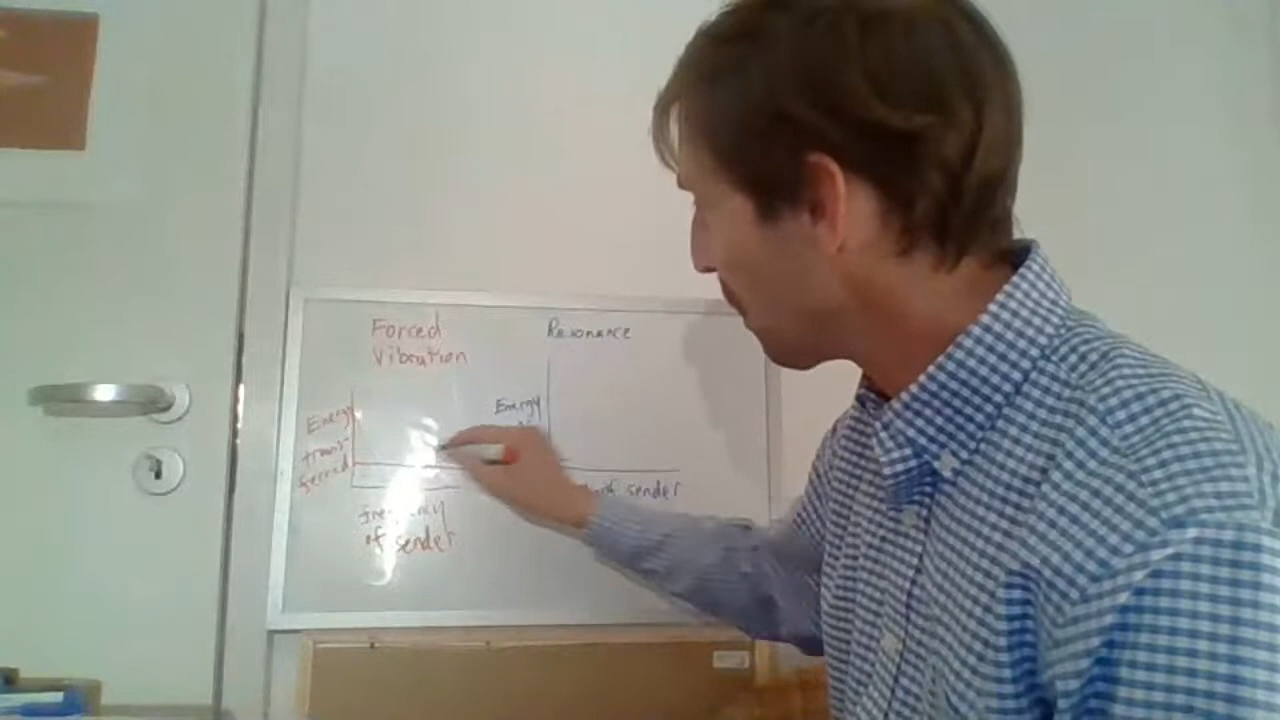 Forced
Vibration
Resonance
Energy
trans
ferred
Energy
frequency
of sender
of sender